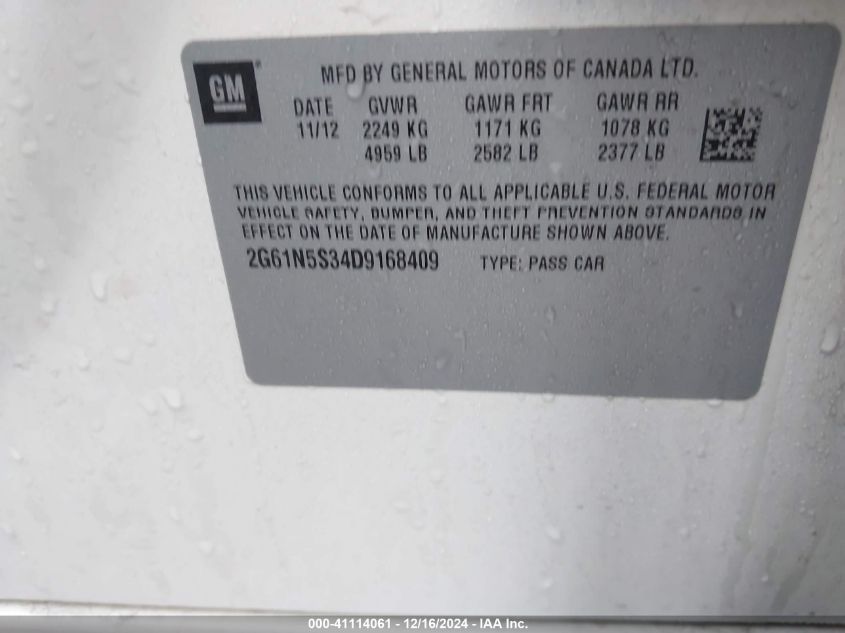 GM
MFD BY GENERAL MOTORS OF CANADA LTD.
DATE GVWR GAWR FRT GAWR RR
11/12 2249 KG 1171 KG 1078 KG
4959 LB 2582 LB 2377 LB
THIS VEHICLE CONFORMS TO ALL APPLICABLE U.S. FEDERAL MOTOR
VEHICLE SAFETY, BUMPER, AND THEFT PREVENTION STANDARDS IN
EFFECT ON THE DATE OF MANUFACTURE SHOWN ABOVE.
2G61N5S34D9168409 TYPE: PASS CAR
000-41114061 - 12/16/2024 - IAA Inc.